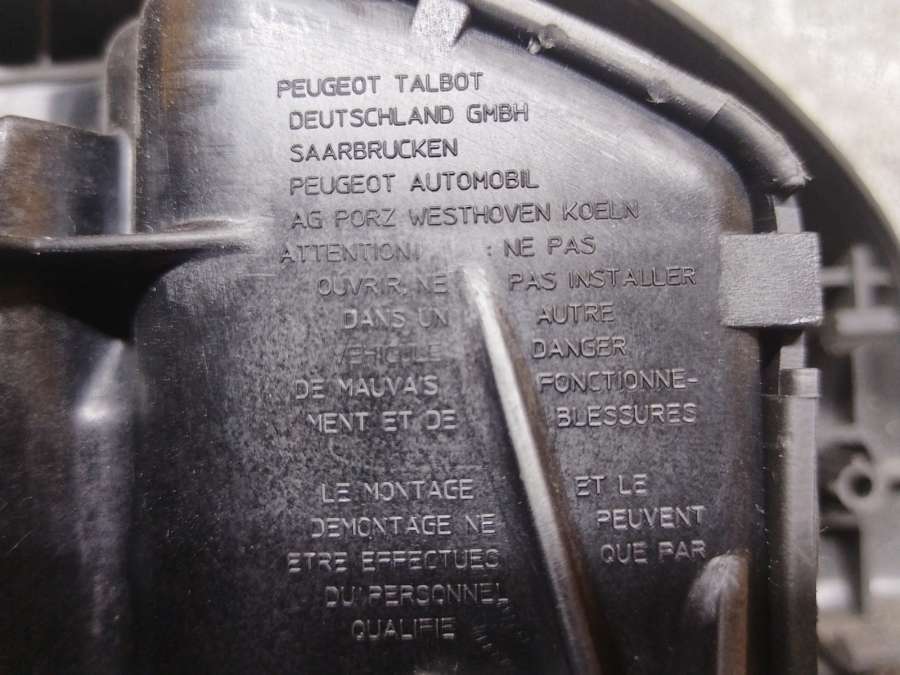 PEUGEOT TALBOT
DEUTSCHLAND GMBH
SAARBRUCKEN
PEUGEOT AUTOMOBIL
AG PORZ WESTHOVEN KOELN
ATTENTION! : NE PAS
OUVRIR, NE PAS INSTALLER
DANS UN AUTRE
VEHICULE DANGER
DE MAUVAIS FONCTIONNE-
MENT ET DE BLESSURES
LE MONTAGE ET LE
DEMONTAGE NE PEUVENT
ETRE EFFECTUES QUE PAR
DU PERSONNEL
QUALIFIE